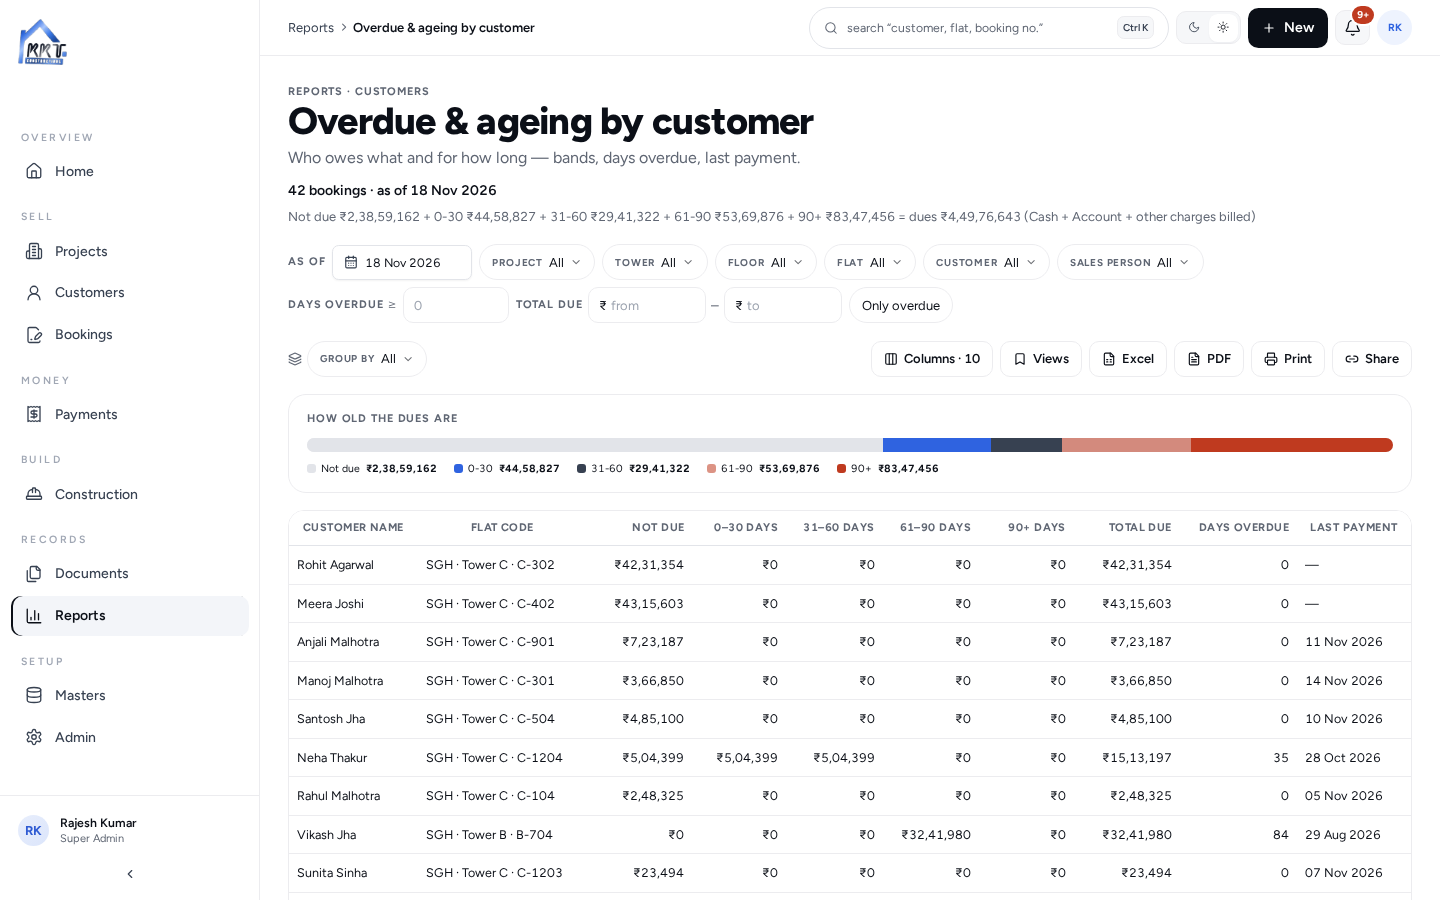 RKT
CONSTRUCTIONS
Reports > Overdue & ageing by customer
search “customer, flat, booking no.”
Ctrl K
+ New
9+
RK
OVERVIEW
Home
SELL
Projects
Customers
Bookings
MONEY
Payments
BUILD
Construction
RECORDS
Documents
Reports
SETUP
Masters
Admin
RK
Rajesh Kumar
Super Admin
REPORTS · CUSTOMERS
Overdue & ageing by customer
Who owes what and for how long — bands, days overdue, last payment.
42 bookings · as of 18 Nov 2026
Not due ₹2,38,59,162 + 0-30 ₹44,58,827 + 31-60 ₹29,41,322 + 61-90 ₹53,69,876 + 90+ ₹83,47,456 = dues ₹4,49,76,643 (Cash + Account + other charges billed)
AS OF 18 Nov 2026 PROJECT All TOWER All FLOOR All FLAT All CUSTOMER All SALES PERSON All
DAYS OVERDUE ≥ 0 TOTAL DUE ₹ from – ₹ to Only overdue
GROUP BY All Columns · 10 Views Excel PDF Print Share
HOW OLD THE DUES ARE
Not due ₹2,38,59,162 0-30 ₹44,58,827 31-60 ₹29,41,322 61-90 ₹53,69,876 90+ ₹83,47,456
CUSTOMER NAME FLAT CODE NOT DUE 0–30 DAYS 31–60 DAYS 61–90 DAYS 90+ DAYS TOTAL DUE DAYS OVERDUE LAST PAYMENT
Rohit Agarwal SGH · Tower C · C-302 ₹42,31,354 ₹0 ₹0 ₹0 ₹0 ₹42,31,354 0 —
Meera Joshi SGH · Tower C · C-402 ₹43,15,603 ₹0 ₹0 ₹0 ₹0 ₹43,15,603 0 —
Anjali Malhotra SGH · Tower C · C-901 ₹7,23,187 ₹0 ₹0 ₹0 ₹0 ₹7,23,187 0 11 Nov 2026
Manoj Malhotra SGH · Tower C · C-301 ₹3,66,850 ₹0 ₹0 ₹0 ₹0 ₹3,66,850 0 14 Nov 2026
Santosh Jha SGH · Tower C · C-504 ₹4,85,100 ₹0 ₹0 ₹0 ₹0 ₹4,85,100 0 10 Nov 2026
Neha Thakur SGH · Tower C · C-1204 ₹5,04,399 ₹5,04,399 ₹5,04,399 ₹0 ₹0 ₹15,13,197 35 28 Oct 2026
Rahul Malhotra SGH · Tower C · C-104 ₹2,48,325 ₹0 ₹0 ₹0 ₹0 ₹2,48,325 0 05 Nov 2026
Vikash Jha SGH · Tower B · B-704 ₹0 ₹0 ₹0 ₹32,41,980 ₹0 ₹32,41,980 84 29 Aug 2026
Sunita Sinha SGH · Tower C · C-1203 ₹23,494 ₹0 ₹0 ₹0 ₹0 ₹23,494 0 07 Nov 2026